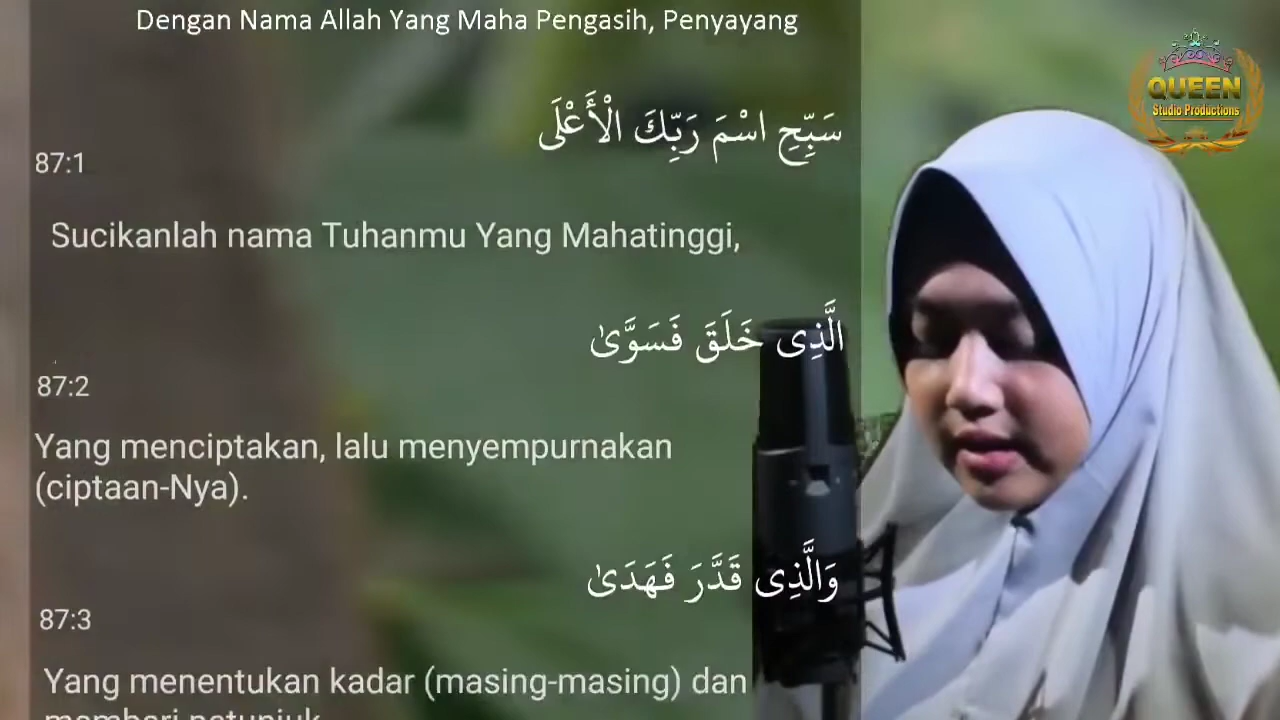 Dengan Nama Allah Yang Maha Pengasih, Penyayang
QUEEN
Studio Productions
سَبِّحِ اسْمَ رَبِّكَ الْأَعْلَى
87:1
Sucikanlah nama Tuhanmu Yang Mahatinggi,
الَّذِى خَلَقَ فَسَوَّىٰ
87:2
Yang menciptakan, lalu menyempurnakan
(ciptaan-Nya).
وَالَّذِى قَدَّرَ فَهَدَىٰ
87:3
Yang menentukan kadar (masing-masing) dan